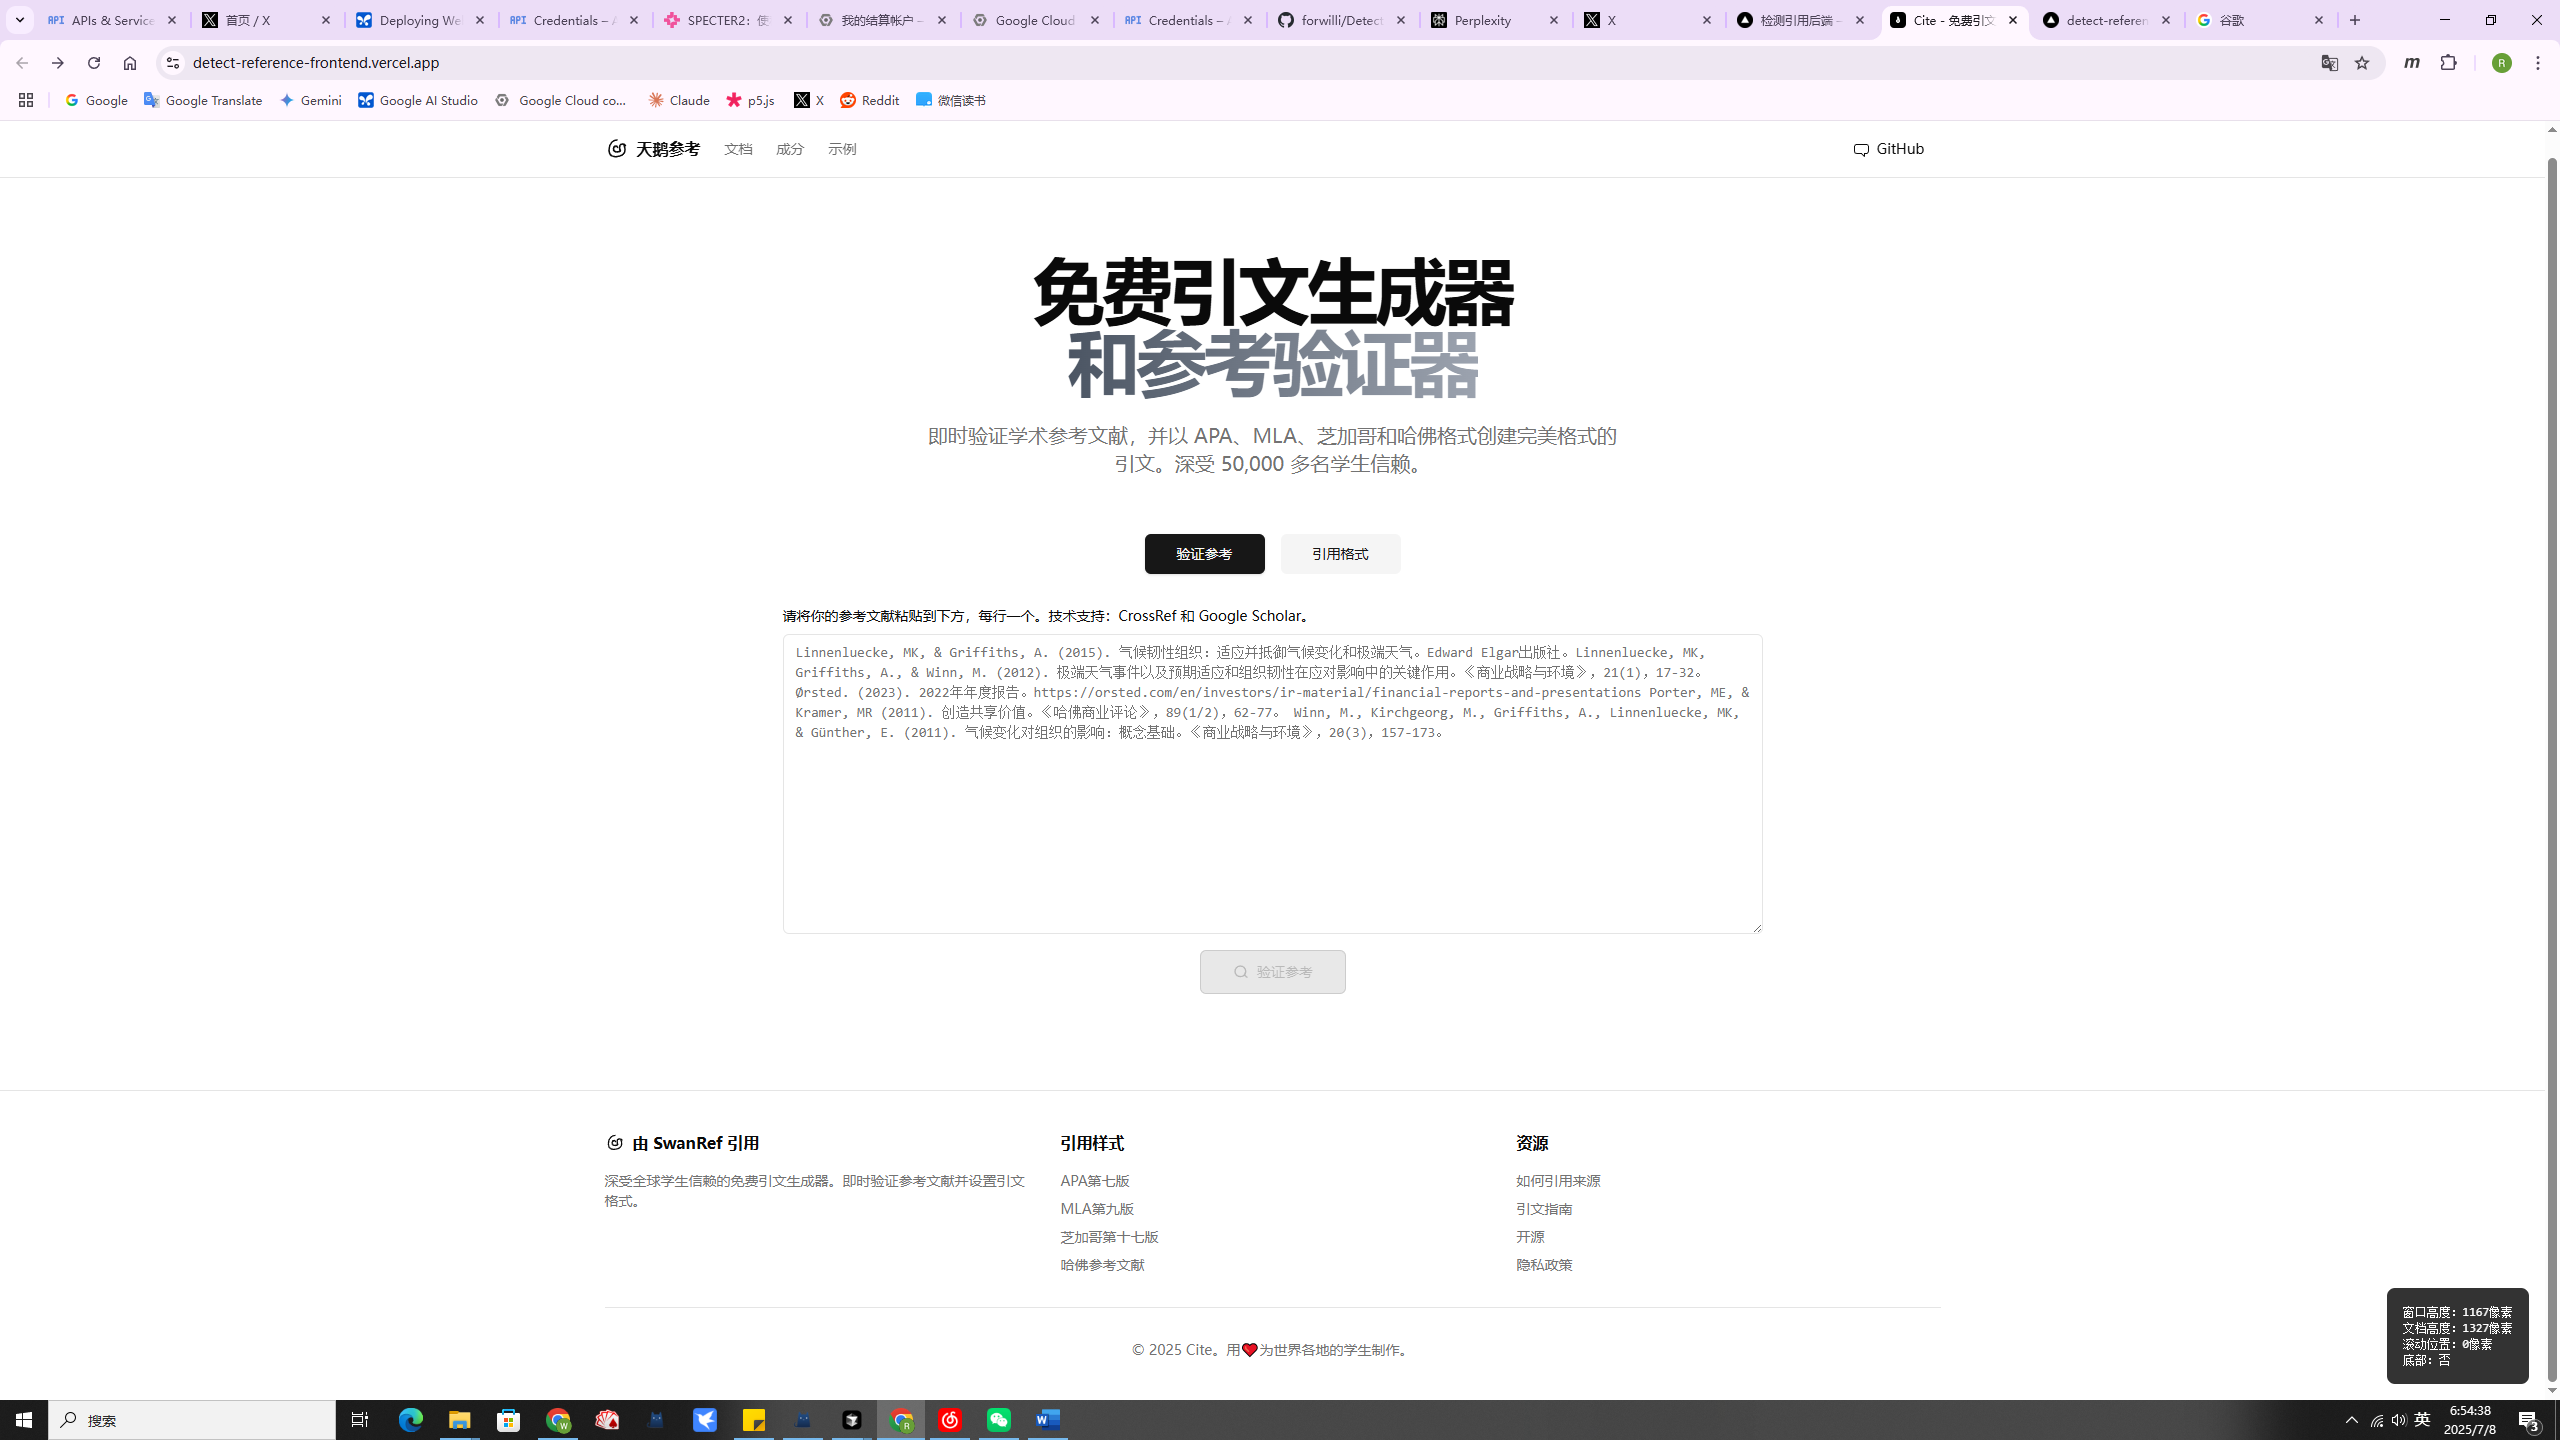 APIs & Service
首页 / X
Deploying We
Credentials – A
SPECTER2：使
我的结算帐户 –
Google Cloud
Credentials – A
forwilli/Detect
Perplexity
X
检测引用后端 –
Cite - 免费引文
detect-referen
谷歌
detect-reference-frontend.vercel.app
Google
Google Translate
Gemini
Google AI Studio
Google Cloud co...
Claude
p5.js
X
Reddit
微信读书
天鹅参考 文档 成分 示例 GitHub
免费引文生成器
和参考验证器
即时验证学术参考文献，并以 APA、MLA、芝加哥和哈佛格式创建完美格式的
引文。深受 50,000 多名学生信赖。
验证参考 引用格式
请将你的参考文献粘贴到下方，每行一个。技术支持：CrossRef 和 Google Scholar。
Linnenluecke, MK, & Griffiths, A. (2015). 气候韧性组织：适应并抵御气候变化和极端天气。Edward Elgar出版社。Linnenluecke, MK,
Griffiths, A., & Winn, M. (2012). 极端天气事件以及预期适应和组织韧性在应对影响中的关键作用。《商业战略与环境》，21(1)，17-32。
Ørsted. (2023). 2022年年度报告。https://orsted.com/en/investors/ir-material/financial-reports-and-presentations Porter, ME, &
Kramer, MR (2011). 创造共享价值。《哈佛商业评论》，89(1/2)，62-77。 Winn, M., Kirchgeorg, M., Griffiths, A., Linnenluecke, MK,
& Günther, E. (2011). 气候变化对组织的影响：概念基础。《商业战略与环境》，20(3)，157-173。
验证参考
由 SwanRef 引用
深受全球学生信赖的免费引文生成器。即时验证参考文献并设置引文
格式。
引用样式
APA第七版
MLA第九版
芝加哥第十七版
哈佛参考文献
资源
如何引用来源
引文指南
开源
隐私政策
窗口高度：1167像素
文档高度：1327像素
滚动位置：0像素
底部：否
© 2025 Cite。用❤️为世界各地的学生制作。
搜索
英
6:54:38
2025/7/8
3